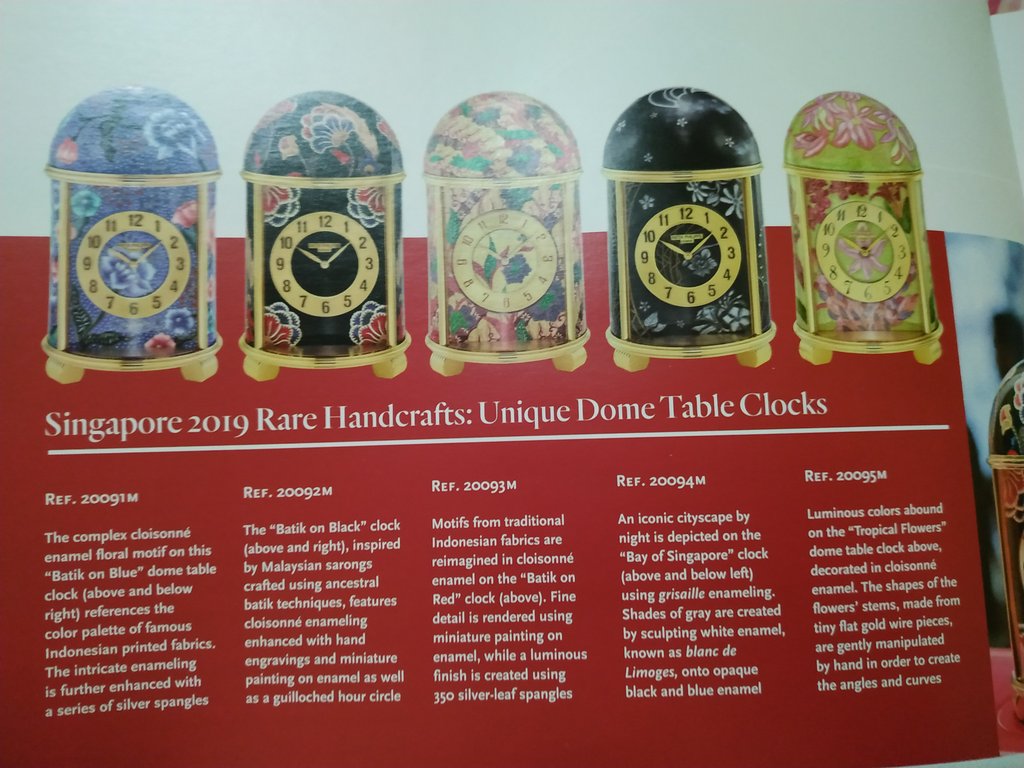 Singapore 2019 Rare Handcrafts: Unique Dome Table Clocks
REF. 20091M
The complex cloisonné
enamel floral motif on this
"Batik on Blue" dome table
clock (above and below
right) references the
color palette of famous
Indonesian printed fabrics.
The intricate enameling
is further enhanced with
a series of silver spangles
REF. 20092M
The "Batik on Black" clock
(above and right), inspired
by Malaysian sarongs
crafted using ancestral
batik techniques, features
cloisonné enameling
enhanced with hand
engravings and miniature
painting on enamel as well
as a guilloched hour circle
REF. 20093M
Motifs from traditional
Indonesian fabrics are
reimagined in cloisonné
enamel on the "Batik on
Red" clock (above). Fine
detail is rendered using
miniature painting on
enamel, while a luminous
finish is created using
350 silver-leaf spangles
REF. 20094M
An iconic cityscape by
night is depicted on the
"Bay of Singapore" clock
(above and below left)
using grisaille enameling.
Shades of gray are created
by sculpting white enamel,
known as blanc de
Limoges, onto opaque
black and blue enamel
REF. 20095M
Luminous colors abound
on the "Tropical Flowers"
dome table clock above,
decorated in cloisonné
enamel. The shapes of the
flowers' stems, made from
tiny flat gold wire pieces,
are gently manipulated
by hand in order to create
the angles and curves